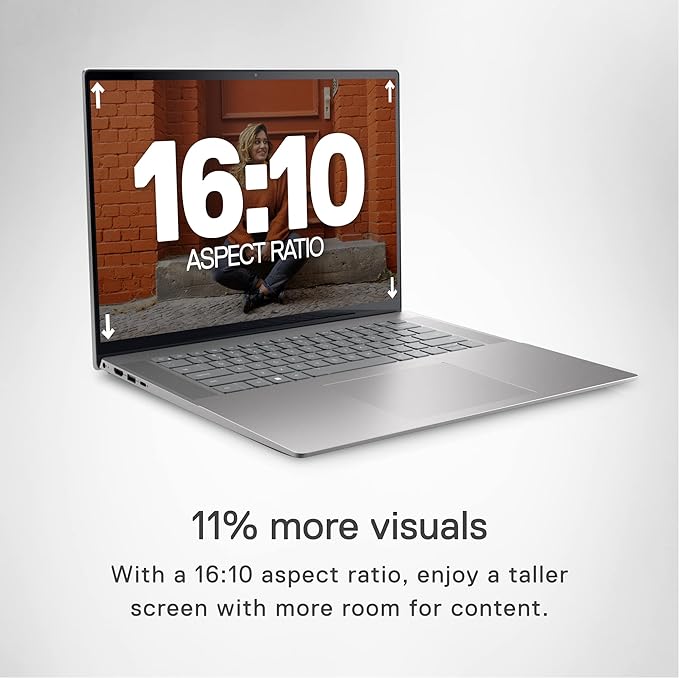 16:10
ASPECT RATIO
11% more visuals
With a 16:10 aspect ratio, enjoy a taller
screen with more room for content.